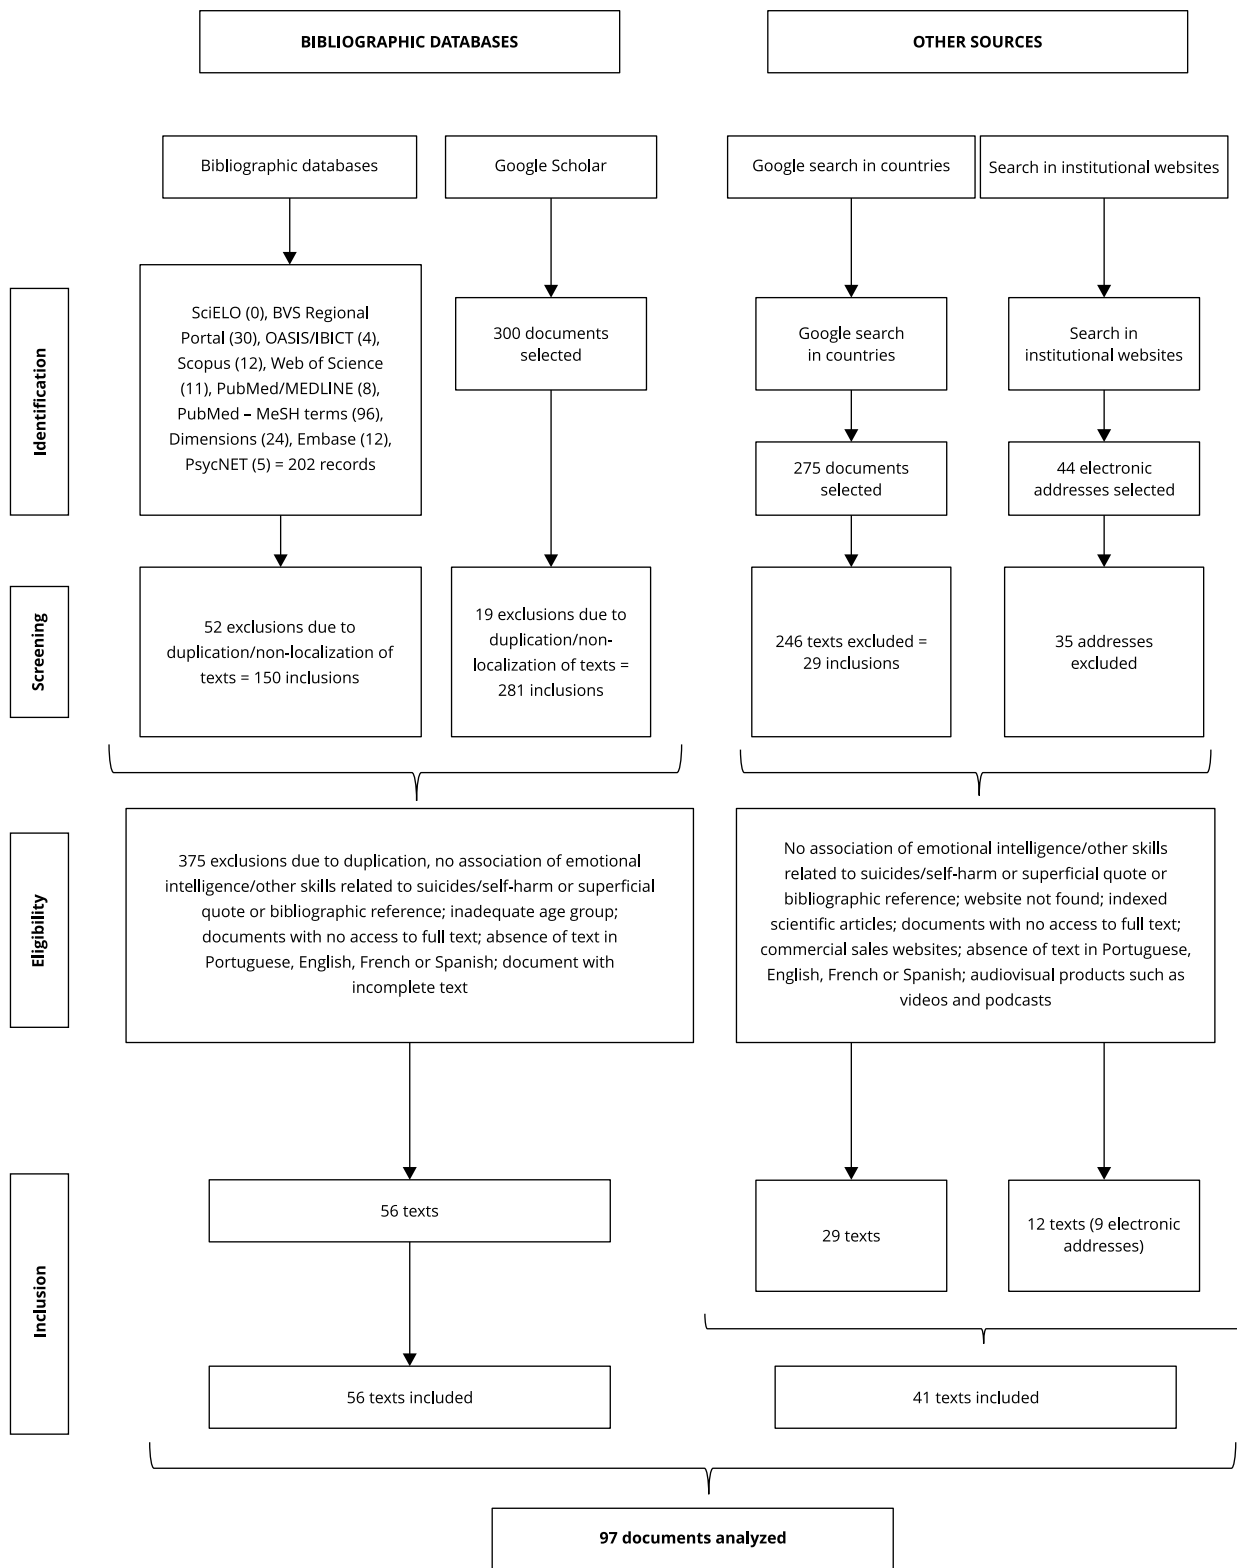 BIBLIOGRAPHIC DATABASES
OTHER SOURCES
Bibliographic databases
Google Scholar
Google search in countries
Search in institutional websites
Identification
SciELO (0), BVS Regional
Portal (30), OASIS/IBICT (4),
Scopus (12), Web of Science
(11), PubMed/MEDLINE (8),
PubMed – MeSH terms (96),
Dimensions (24), Embase (12),
PsycNET (5) = 202 records
300 documents
selected
Google search
in countries
Search in
institutional websites
275 documents
selected
44 electronic
addresses selected
Screening
52 exclusions due to
duplication/non-localization of
texts = 150 inclusions
19 exclusions due to
duplication/non-
localization of texts =
281 inclusions
246 texts excluded =
29 inclusions
35 addresses
excluded
Eligibility
375 exclusions due to duplication, no association of emotional
intelligence/other skills related to suicides/self-harm or superficial
quote or bibliographic reference; inadequate age group;
documents with no access to full text; absence of text in
Portuguese, English, French or Spanish; document with
incomplete text
No association of emotional intelligence/other skills
related to suicides/self-harm or superficial quote or
bibliographic reference; website not found; indexed
scientific articles; documents with no access to full text;
commercial sales websites; absence of text in Portuguese,
English, French or Spanish; audiovisual products such as
videos and podcasts
Inclusion
56 texts
29 texts
12 texts (9 electronic
addresses)
56 texts included
41 texts included
97 documents analyzed